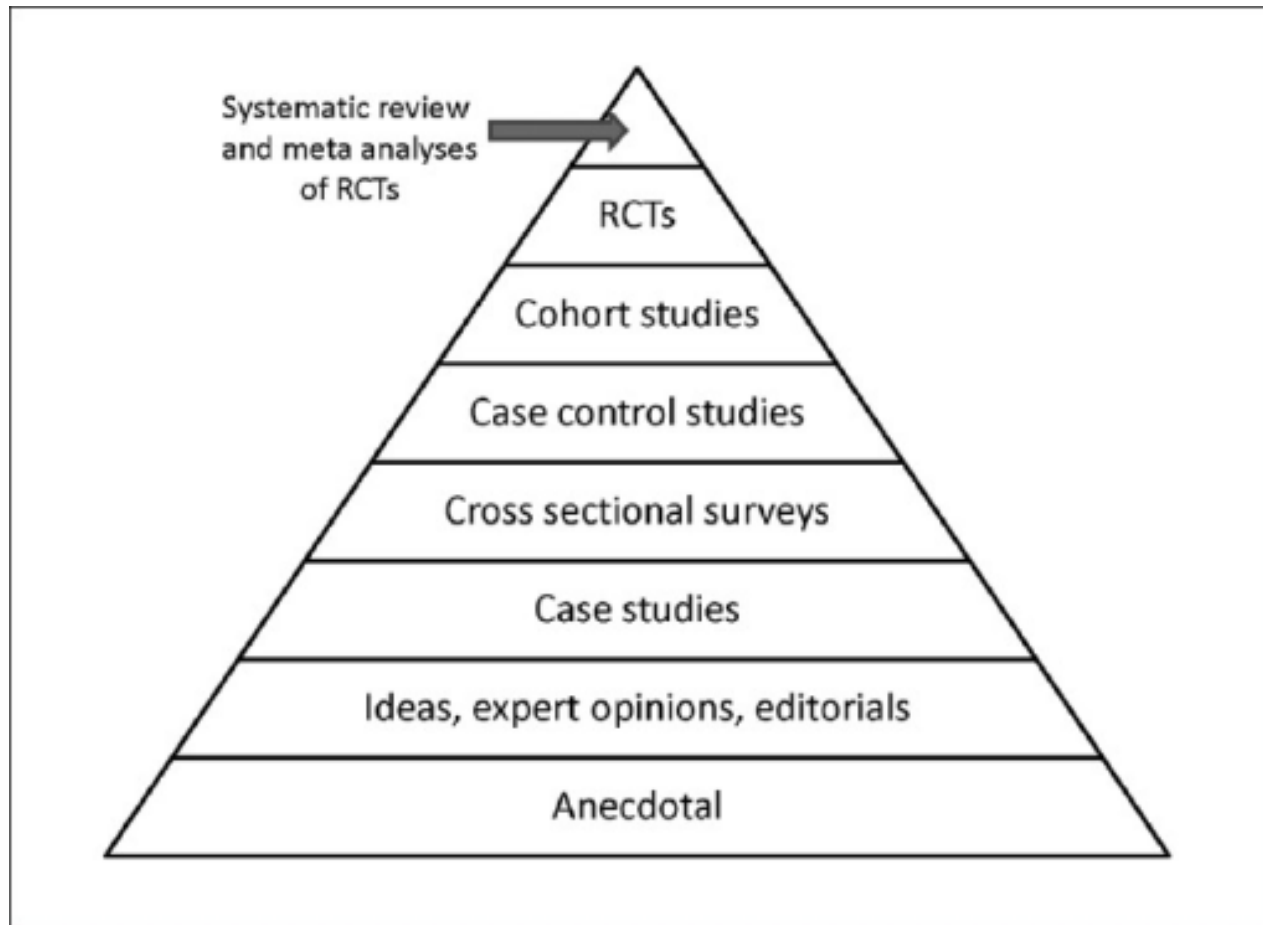 Systematic review
and meta analyses
of RCTs
RCTs
Cohort studies
Case control studies
Cross sectional surveys
Case studies
Ideas, expert opinions, editorials
Anecdotal